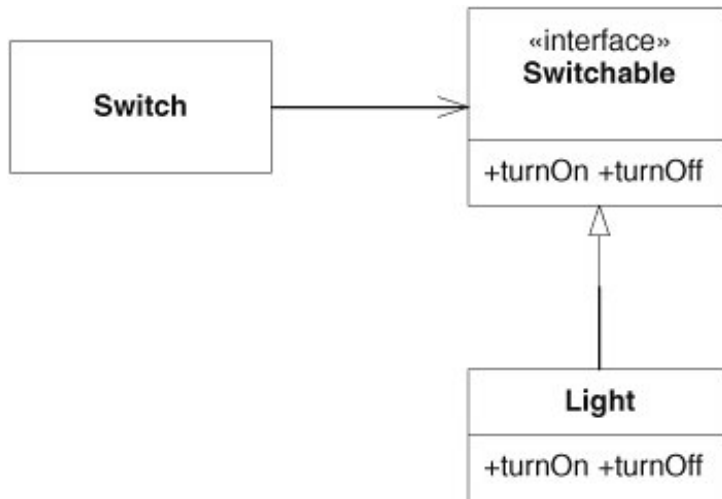 «interface»
Switchable
Switch
+turnOn +turnOff
Light
+turnOn +turnOff